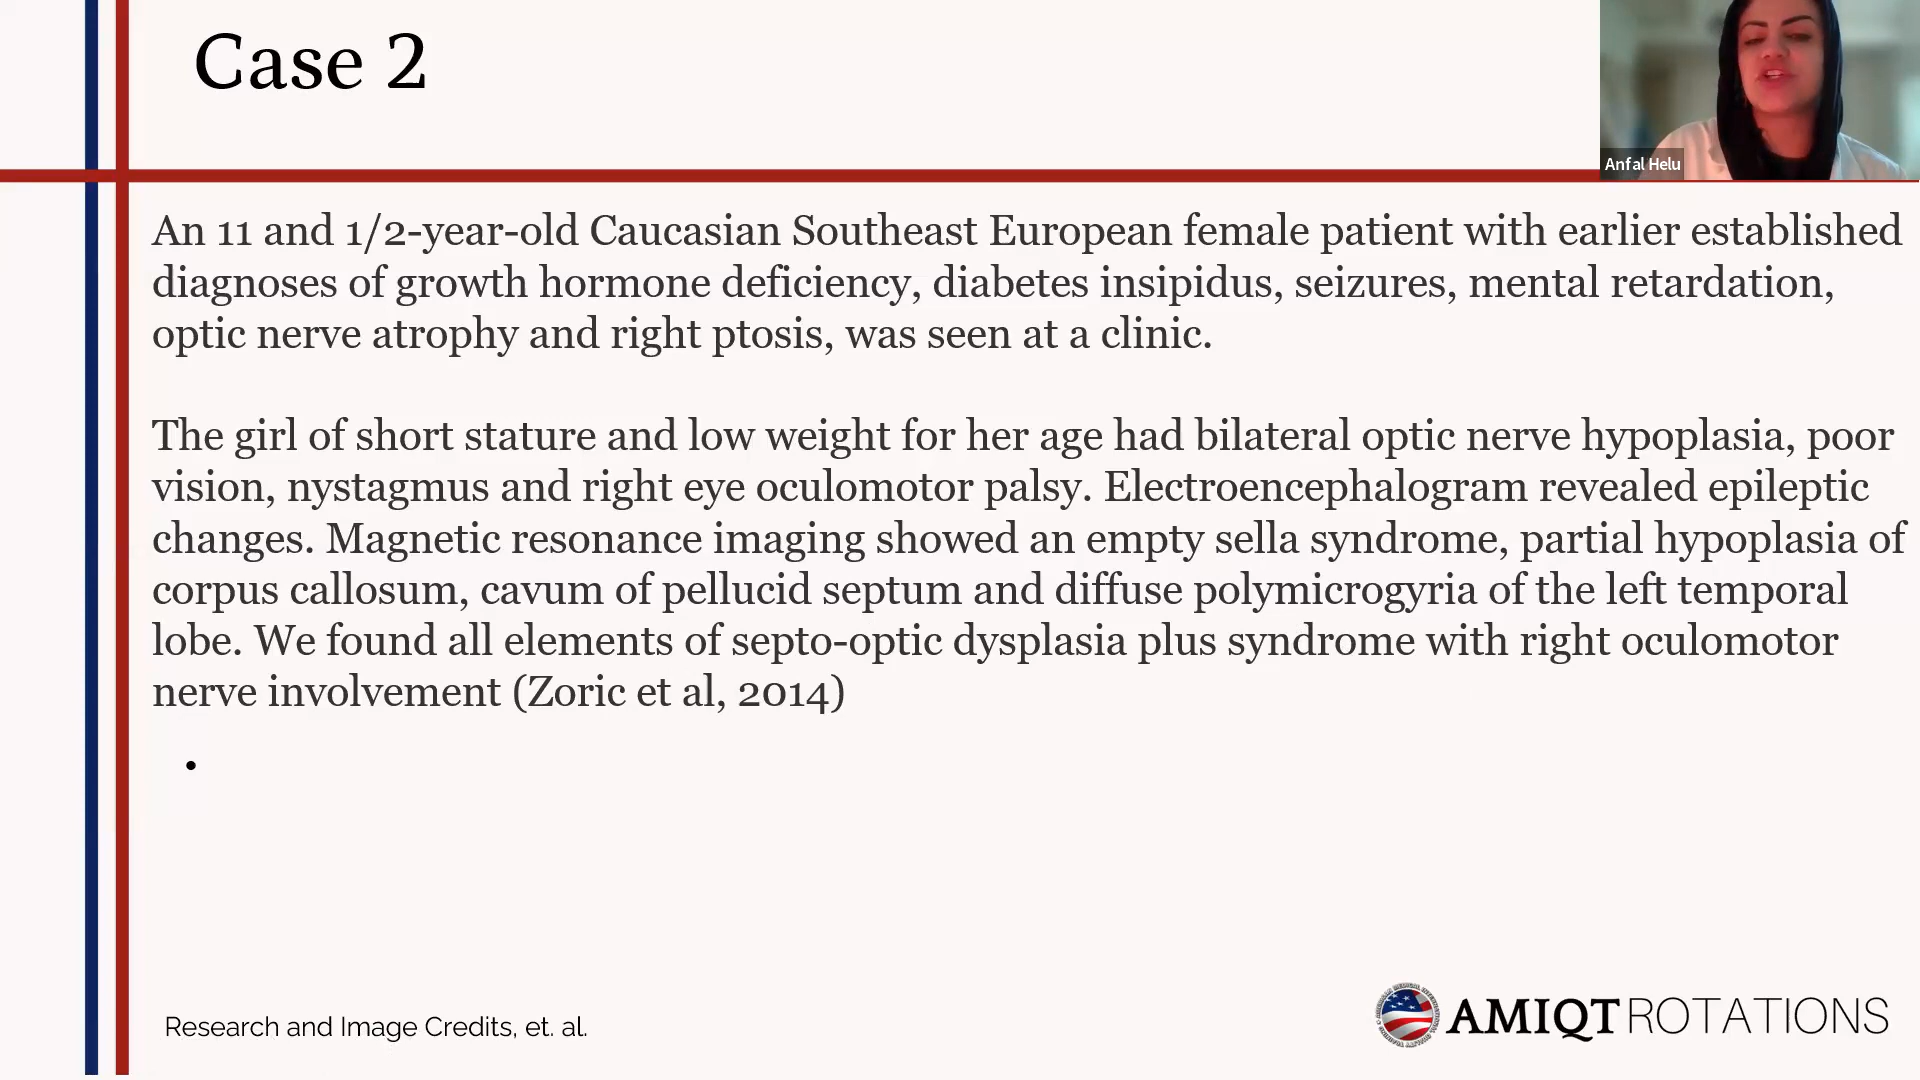 Case 2
Anfal Helu
An 11 and 1/2-year-old Caucasian Southeast European female patient with earlier established
diagnoses of growth hormone deficiency, diabetes insipidus, seizures, mental retardation,
optic nerve atrophy and right ptosis, was seen at a clinic.
The girl of short stature and low weight for her age had bilateral optic nerve hypoplasia, poor
vision, nystagmus and right eye oculomotor palsy. Electroencephalogram revealed epileptic
changes. Magnetic resonance imaging showed an empty sella syndrome, partial hypoplasia of
corpus callosum, cavum of pellucid septum and diffuse polymicrogyria of the left temporal
lobe. We found all elements of septo-optic dysplasia plus syndrome with right oculomotor
nerve involvement (Zoric et al, 2014)
•
Research and Image Credits, et. al.
AMIQT ROTATIONS